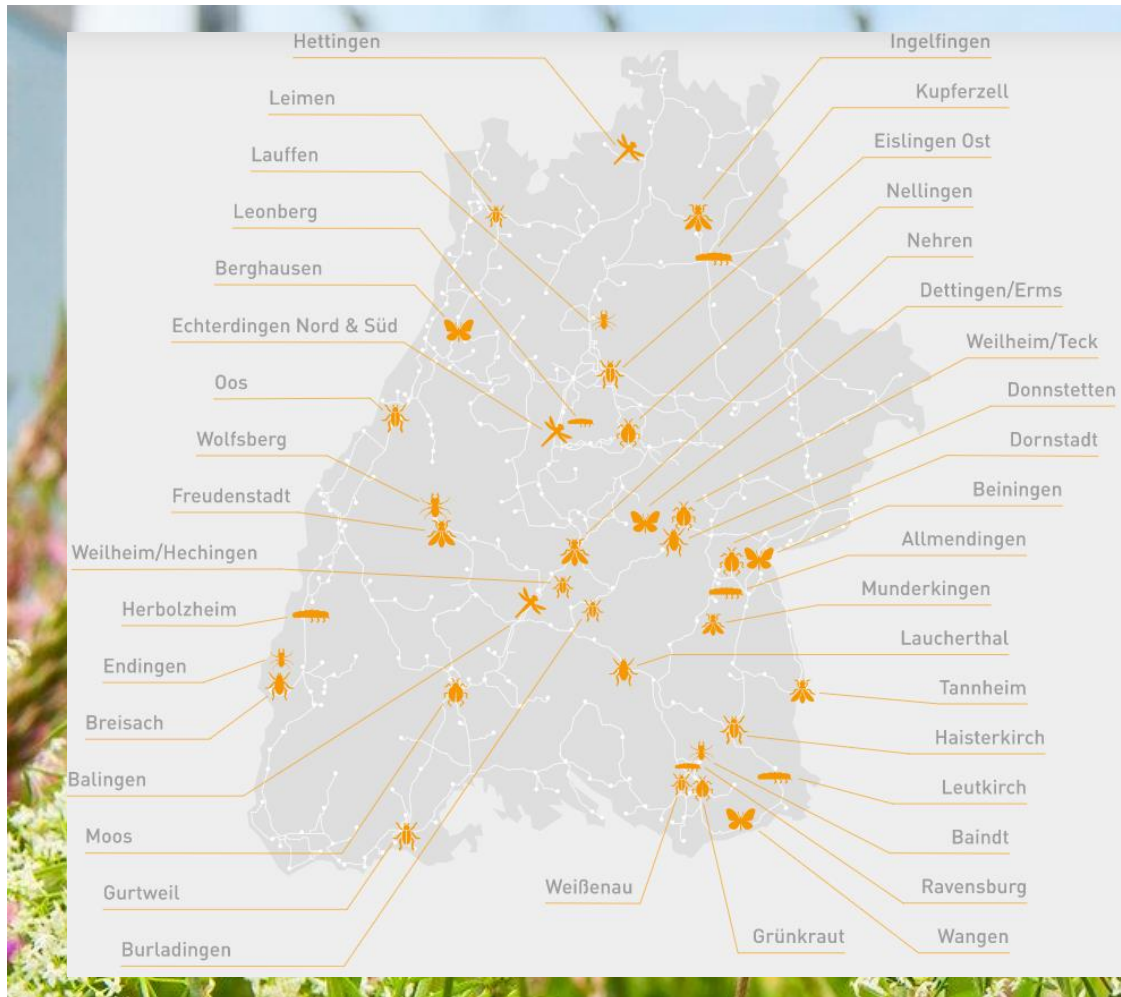 Hettingen
Leimen
Lauffen
Leonberg
Berghausen
Echterdingen Nord & Süd
Oos
Wolfsberg
Freudenstadt
Weilheim/Hechingen
Herbolzheim
Endingen
Breisach
Balingen
Moos
Gurtweil
Burladingen
Ingelfingen
Kupferzell
Eislingen Ost
Nellingen
Nehren
Dettingen/Erms
Weilheim/Teck
Donnstetten
Dornstadt
Beiningen
Allmendingen
Munderkingen
Laucherthal
Tannheim
Haisterkirch
Leutkirch
Baindt
Ravensburg
Wangen
Weißenau
Grünkraut